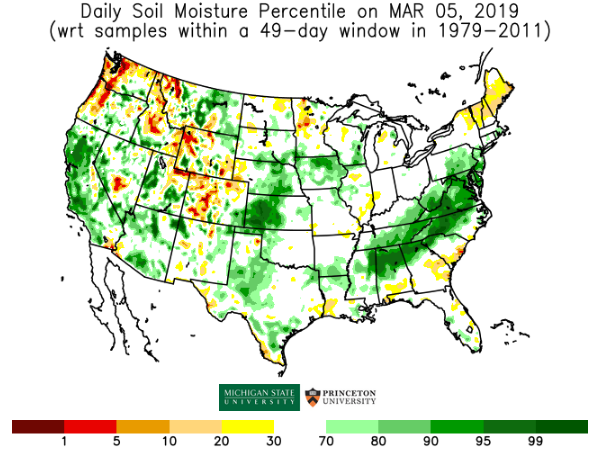 Daily Soil Moisture Percentile on MAR 05, 2019
(wrt samples within a 49-day window in 1979-2011)
MICHIGAN STATE
UNIVERSITY
PRINCETON
UNIVERSITY
1 5 10 20 30 70 80 90 95 99